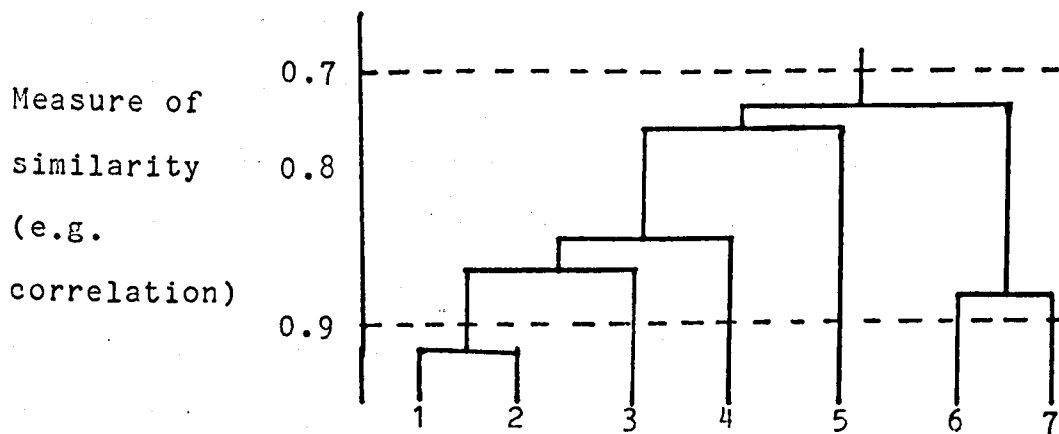 Measure of
similarity
(e.g.
correlation)
0.7
0.8
0.9
1 2 3 4 5 6 7